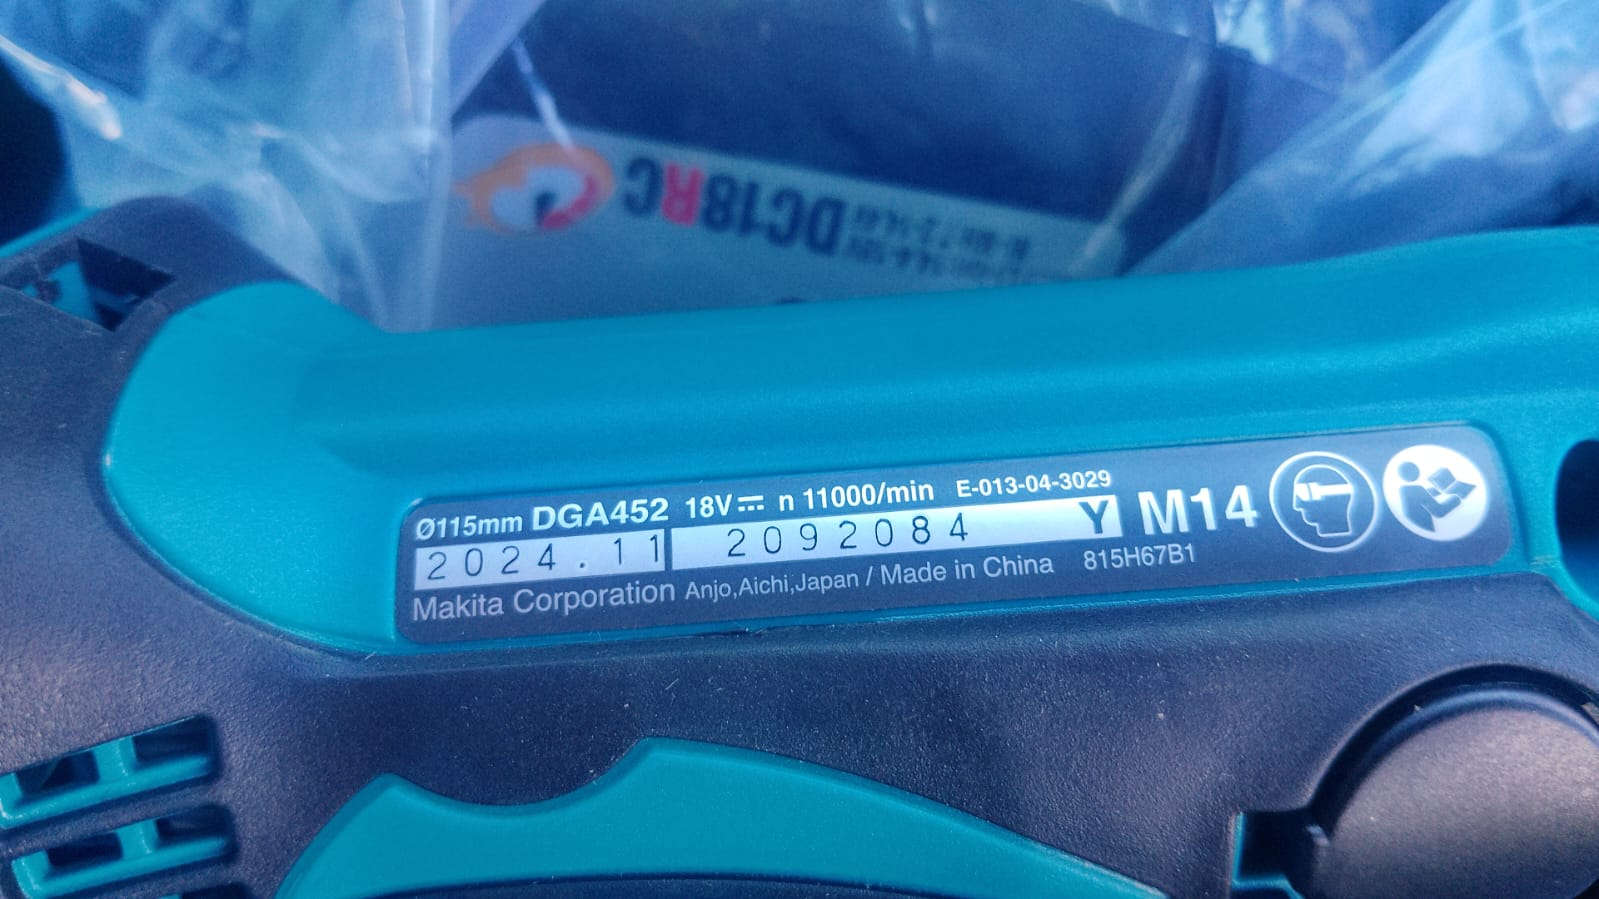 DC18RC
Ø115mm DGA452 18V⎓ n 11000/min E-013-04-3029
2024.11 2092084 Y M14
Makita Corporation Anjo,Aichi,Japan / Made in China 815H67B1